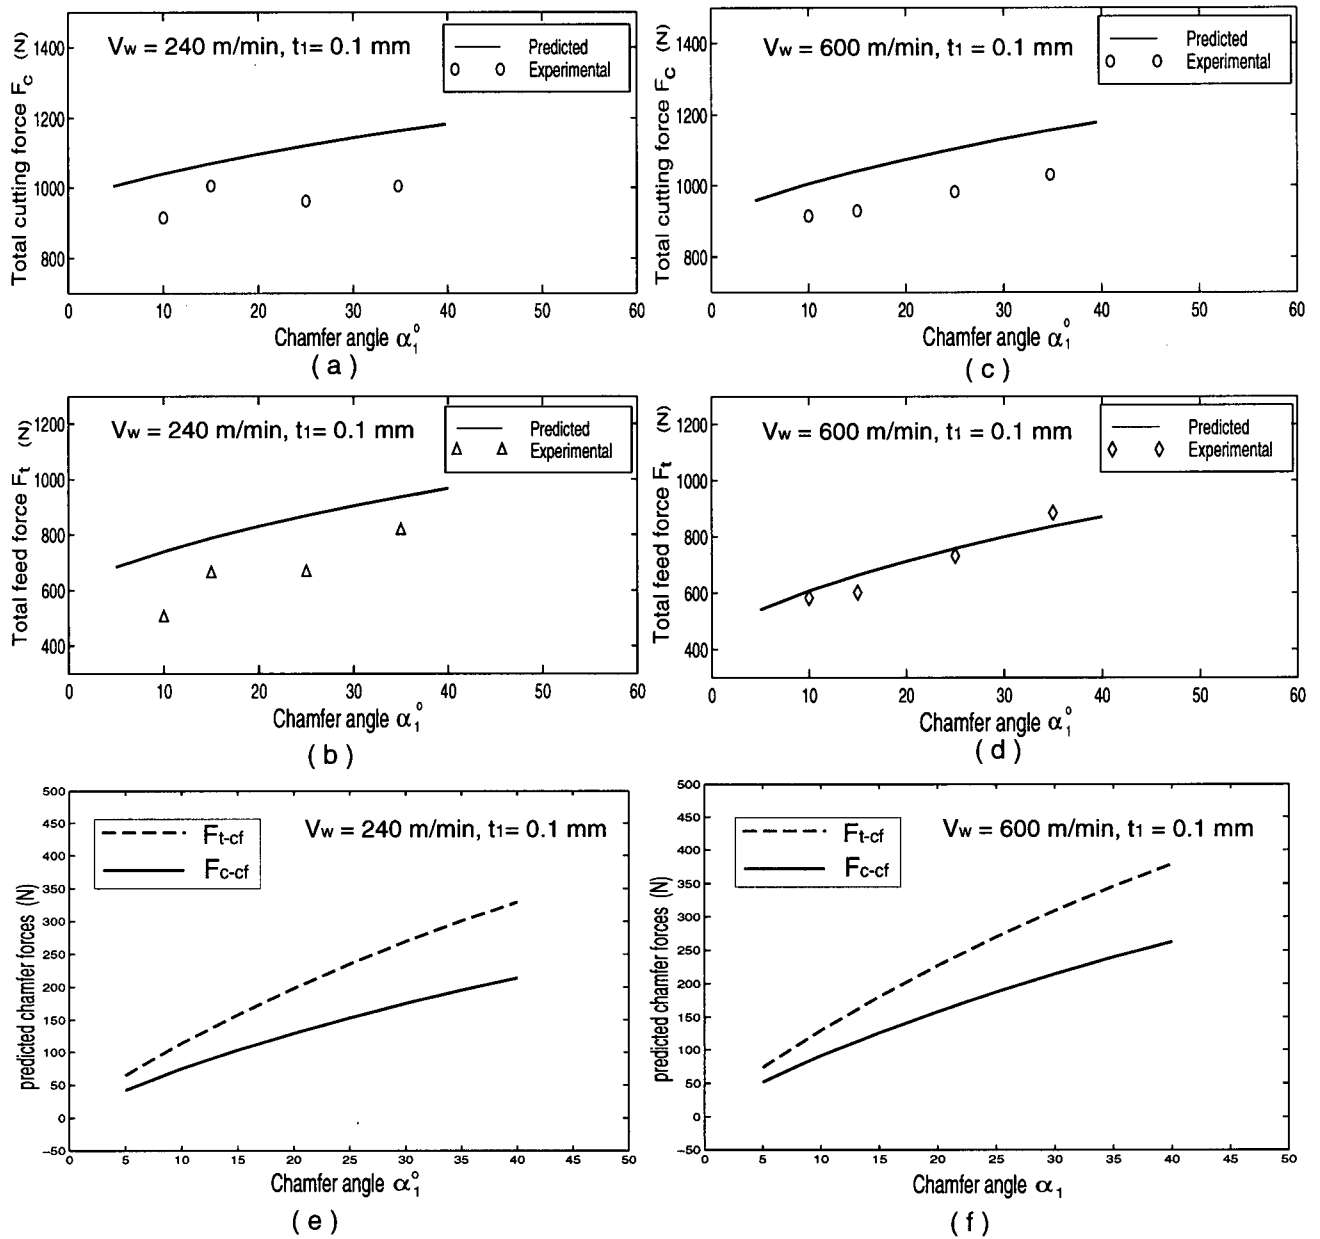 Total cutting force Fc (N)
1400
1200
1000
800
Vw = 240 m/min, t1= 0.1 mm
Predicted
Experimental
0 10 20 30 40 50 60
Chamfer angle α1°
( a )
Total cutting force Fc (N)
1400
1200
1000
800
Vw = 600 m/min, t1 = 0.1 mm
Predicted
Experimental
0 10 20 30 40 50 60
Chamfer angle α1°
( c )
Total feed force Ft (N)
1200
1000
800
600
400
Vw = 240 m/min, t1= 0.1 mm
Predicted
Experimental
0 10 20 30 40 50 60
Chamfer angle α1°
( b )
Total feed force Ft (N)
1200
1000
800
600
400
Vw = 600 m/min, t1 = 0.1 mm
Predicted
Experimental
0 10 20 30 40 50 60
Chamfer angle α1°
( d )
predicted chamfer forces (N)
500
450
400
350
300
250
200
150
100
50
0
-50
Ft-cf
Fc-cf
Vw = 240 m/min, t1= 0.1 mm
0 5 10 15 20 25 30 35 40 45 50
Chamfer angle α1°
( e )
predicted chamfer forces (N)
500
450
400
350
300
250
200
150
100
50
0
-50
Ft-cf
Fc-cf
Vw = 600 m/min, t1= 0.1 mm
0 5 10 15 20 25 30 35 40 45 50
Chamfer angle α1
( f )